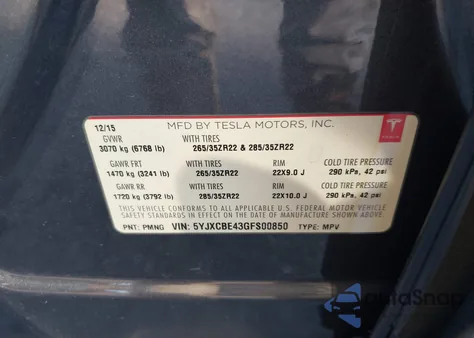 12/15 MFD BY TESLA MOTORS, INC.
GVWR WITH TIRES
3070 kg (6768 lb) 265/35ZR22 & 285/35ZR22
GAWR FRT WITH TIRES RIM COLD TIRE PRESSURE
1470 kg (3241 lb) 265/35ZR22 22X9.0 J 290 kPa, 42 psi
GAWR RR WITH TIRES RIM COLD TIRE PRESSURE
1720 kg (3792 lb) 285/35ZR22 22X10.0 J 290 kPa, 42 psi
THIS VEHICLE CONFORMS TO ALL APPLICABLE U.S. FEDERAL MOTOR VEHICLE
SAFETY AND THEFT PREVENTION STANDARDS IN EFFECT ON THE
DATE OF MANUFACTURE SHOWN ABOVE.
PNT: PMNG VIN: 5YJXCBE43GFS00850 TYPE: MPV
TESLA
AutoSnap